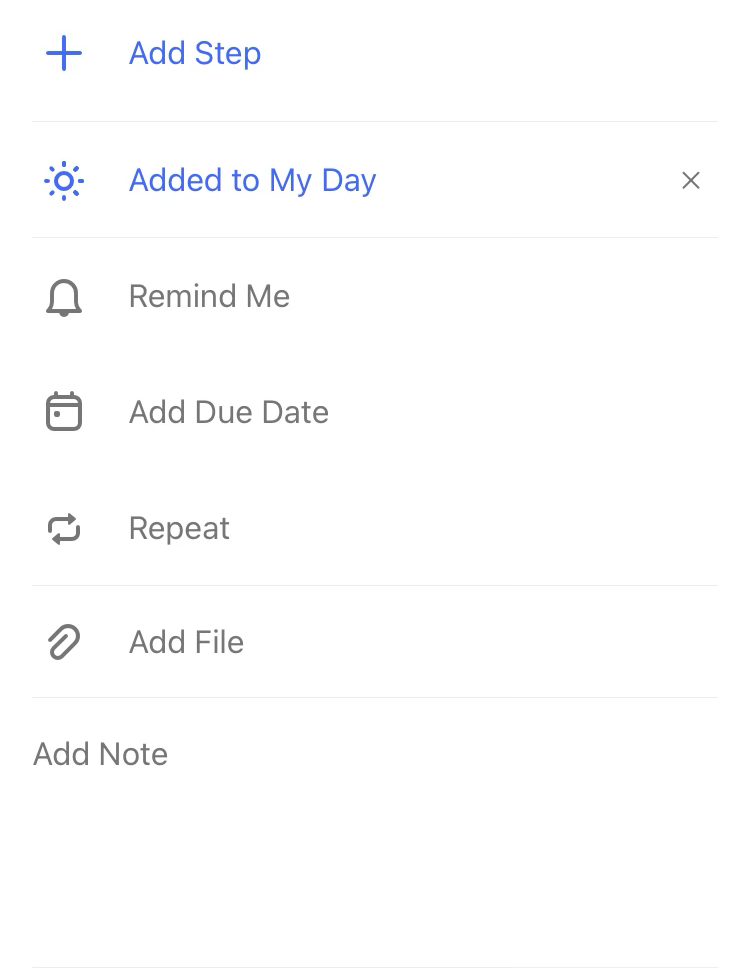 Add Step
Added to My Day
Remind Me
Add Due Date
Repeat
Add File
Add Note